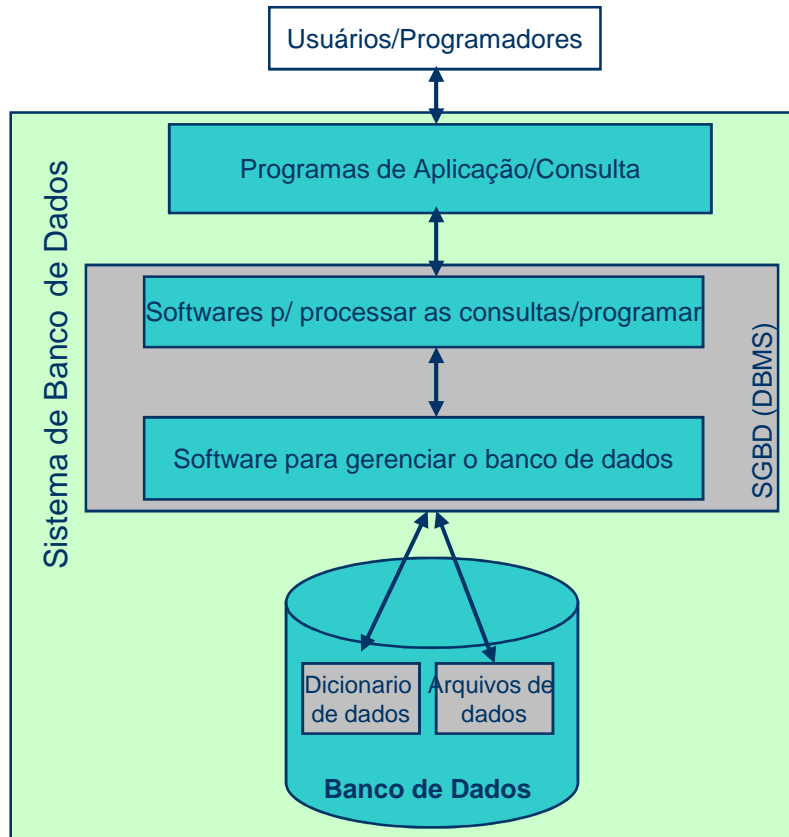 Usuários/Programadores
Programas de Aplicação/Consulta
Sistema de Banco de Dados
Softwares p/ processar as consultas/programar
SGBD (DBMS)
Software para gerenciar o banco de dados
Dicionario
de dados
Arquivos de
dados
Banco de Dados